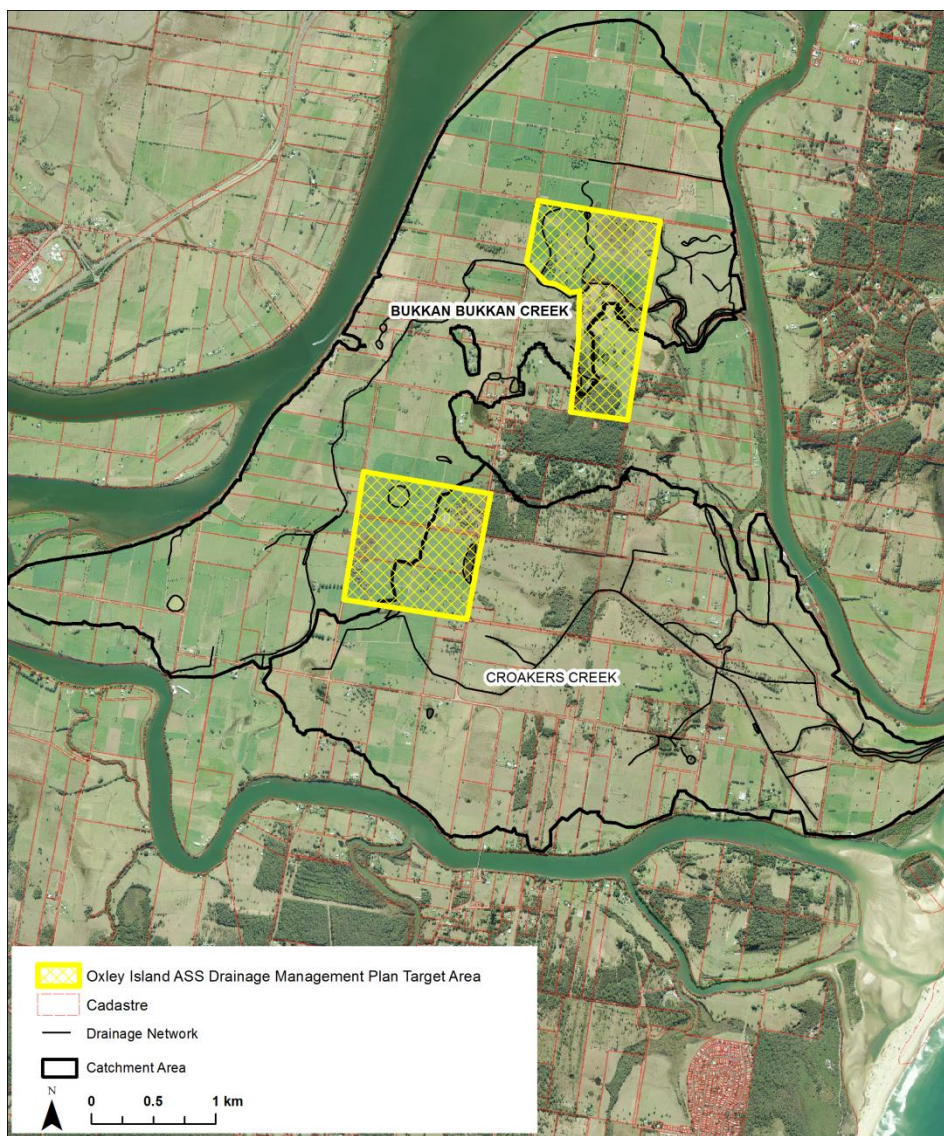 BUKKAN BUKKAN CREEK
CROAKERS CREEK
Oxley Island ASS Drainage Management Plan Target Area
Cadastre
Drainage Network
Catchment Area
N
0 0.5 1 km